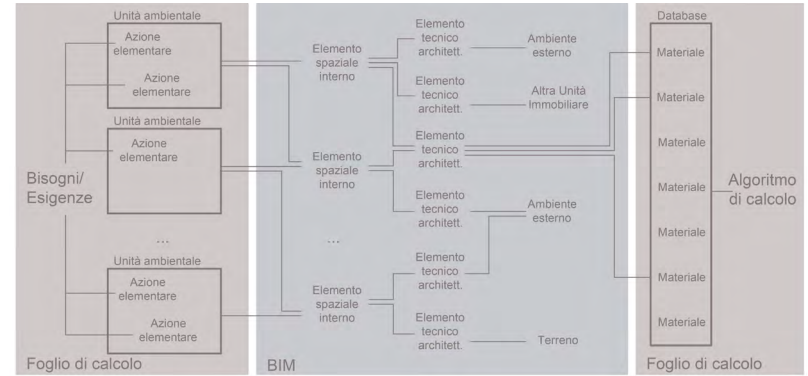 Unità ambientale
Azione
elementare
Azione
elementare
Unità ambientale
Azione
elementare
Bisogni/
Esigenze
...
Unità ambientale
Azione
elementare
Azione
elementare
Foglio di calcolo
Elemento
spaziale
interno
Elemento
spaziale
interno
...
Elemento
spaziale
interno
Elemento
tecnico
architett.
Elemento
tecnico
architett.
Elemento
tecnico
architett.
Elemento
tecnico
architett.
Elemento
tecnico
architett.
Elemento
tecnico
architett.
Ambiente
esterno
Altra Unità
Immobiliare
Ambiente
esterno
Terreno
BIM
Database
Materiale
Materiale
Materiale
Materiale
Materiale
Materiale
Materiale
Algoritmo
di calcolo
Foglio di calcolo